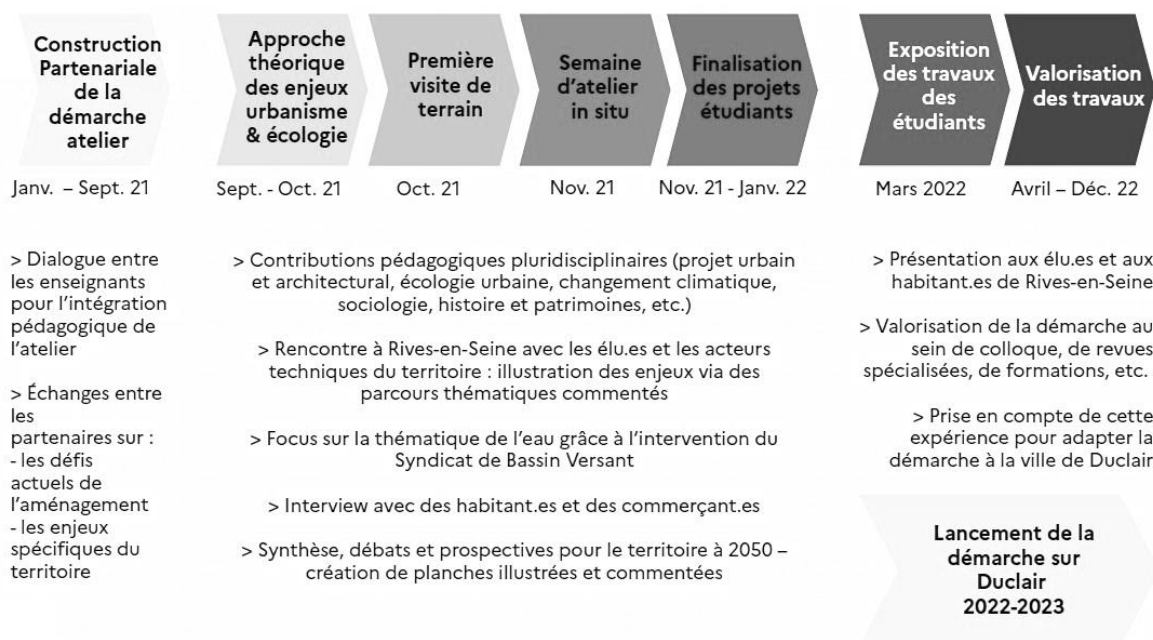 Construction
Partenariale
de la
démarche
atelier
Approche
théorique
des enjeux
urbanisme
& écologie
Première
visite de
terrain
Semaine
d'atelier
in situ
Finalisation
des projets
étudiants
Exposition
des travaux
des
étudiants
Valorisation
des travaux
Janv. – Sept. 21
Sept. - Oct. 21
Oct. 21
Nov. 21
Nov. 21 - Janv. 22
Mars 2022
Avril – Déc. 22
> Dialogue entre
les enseignants
pour l'intégration
pédagogique de
l'atelier
> Échanges entre
les
partenaires sur :
- les défis
actuels de
l'aménagement
- les enjeux
spécifiques du
territoire
> Contributions pédagogiques pluridisciplinaires (projet urbain
et architectural, écologie urbaine, changement climatique,
sociologie, histoire et patrimoines, etc.)
> Rencontre à Rives-en-Seine avec les élu.es et les acteurs
techniques du territoire : illustration des enjeux via des
parcours thématiques commentés
> Focus sur la thématique de l'eau grâce à l'intervention du
Syndicat de Bassin Versant
> Interview avec des habitant.es et des commerçant.es
> Synthèse, débats et prospectives pour le territoire à 2050 –
création de planches illustrées et commentées
> Présentation aux élu.es et aux
habitant.es de Rives-en-Seine
> Valorisation de la démarche au
sein de colloque, de revues
spécialisées, de formations, etc.
> Prise en compte de cette
expérience pour adapter la
démarche à la ville de Duclair
Lancement de la
démarche sur
Duclair
2022-2023